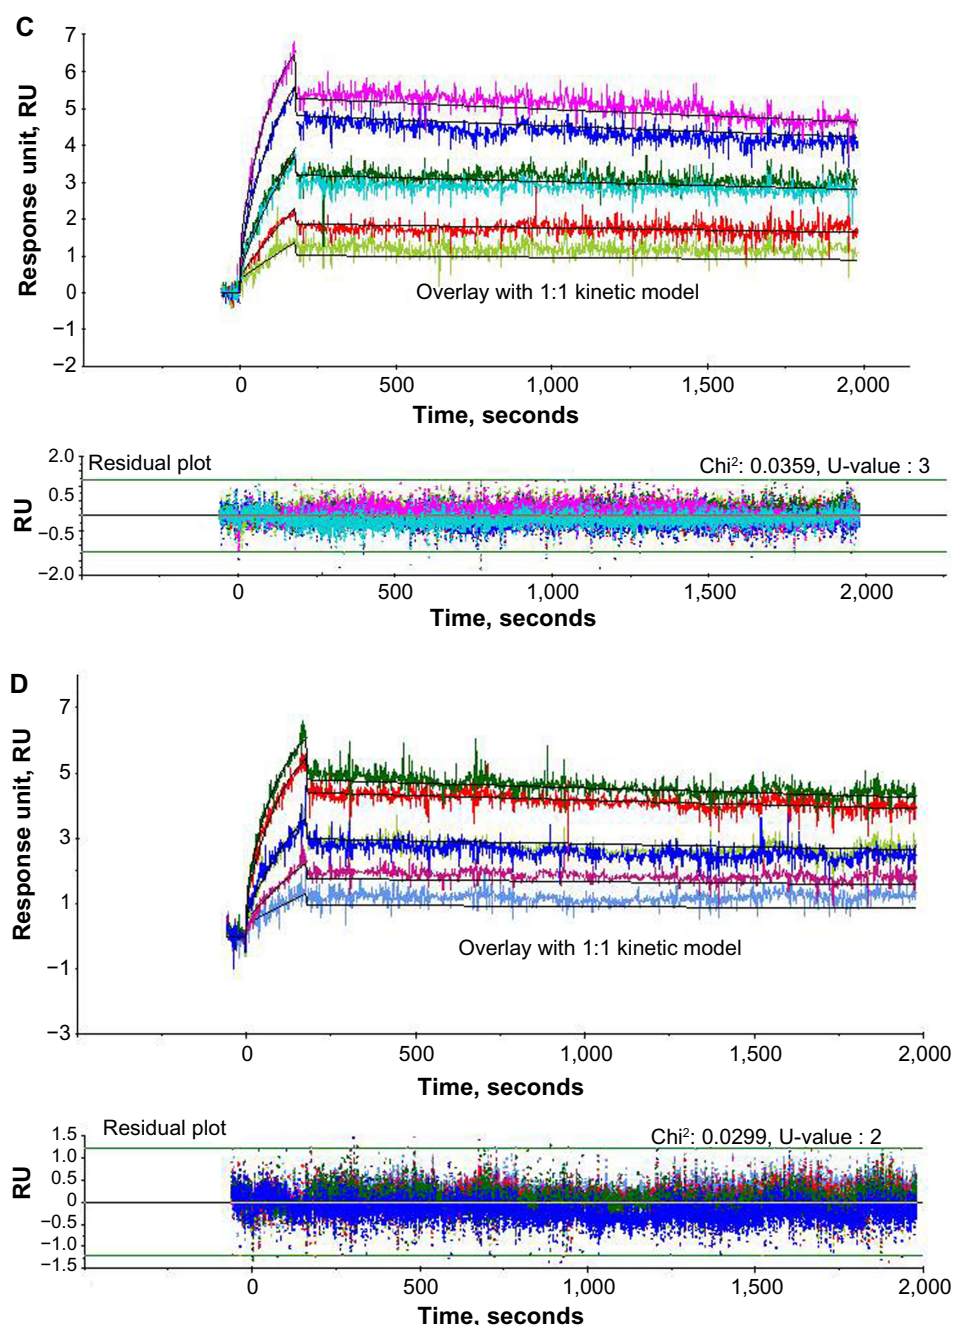 C
Response unit, RU
7
6
5
4
3
2
1
0
−1
−2
Overlay with 1:1 kinetic model
0 500 1,000 1,500 2,000
Time, seconds
Residual plot
Chi²: 0.0359, U-value : 3
RU
2.0
0.5
−0.5
−2.0
0 500 1,000 1,500 2,000
Time, seconds
D
Response unit, RU
7
5
3
1
−1
−3
Overlay with 1:1 kinetic model
0 500 1,000 1,500 2,000
Time, seconds
Residual plot
Chi²: 0.0299, U-value : 2
RU
1.5
1.0
0.5
0
−0.5
−1.0
−1.5
0 500 1,000 1,500 2,000
Time, seconds